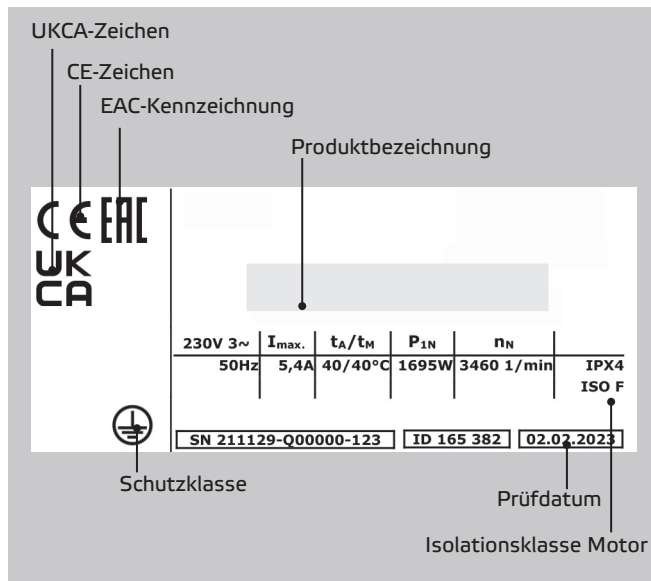 UKCA-Zeichen
CE-Zeichen
EAC-Kennzeichnung
Produktbezeichnung
CE EAC
UK
CA
230V 3~ Imax. tA/tM P1N nN
50Hz 5,4A 40/40°C 1695W 3460 1/min IPX4
ISO F
SN 211129-Q00000-123 ID 165 382 02.02.2023
Schutzklasse
Prüfdatum
Isolationsklasse Motor